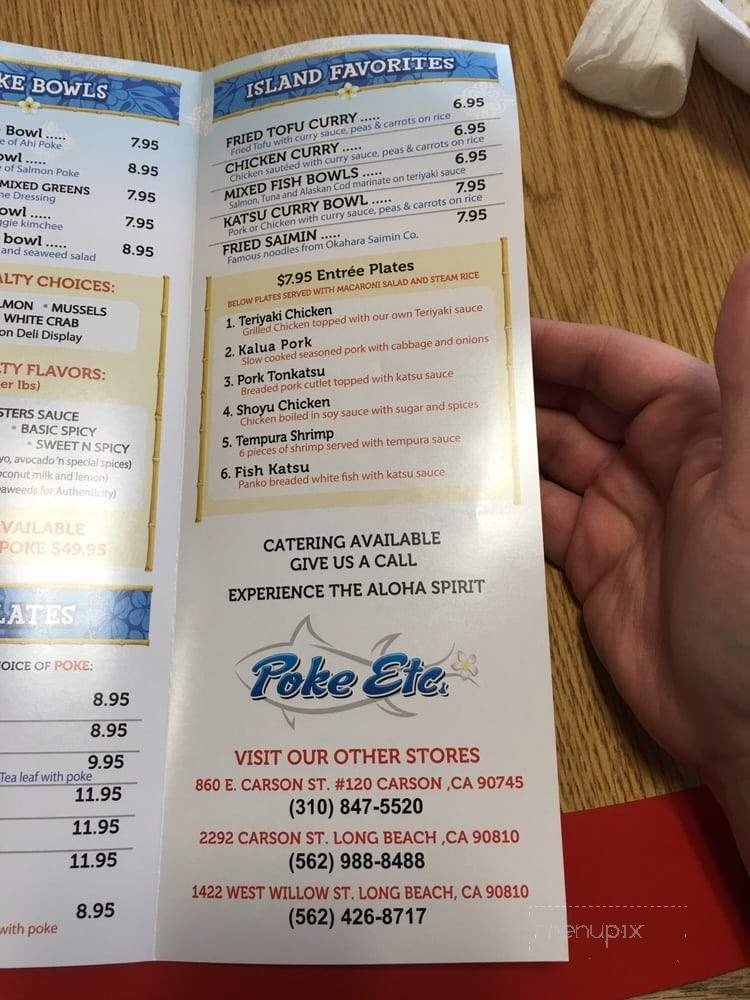 KE BOWLS
Bowl .....
e of Ahi Poke
7.95
owl .....
e of Salmon Poke
8.95
MIXED GREENS
me Dressing
7.95
owl .....
ggie kimchee
7.95
bowl .....
and seaweed salad
8.95
ALTY CHOICES:
LMON • MUSSELS
WHITE CRAB
on Deli Display
TY FLAVORS:
er lbs)
STERS SAUCE
• BASIC SPICY
• SWEET N SPICY
yo, avocado 'n special spices)
oconut milk and lemon)
eaweeds for Authenticity)
VAILABLE
POKE $49.95
LATES
OICE OF POKE:
8.95
8.95
9.95
Tea leaf with poke
11.95
11.95
11.95
8.95
with poke
ISLAND FAVORITES
FRIED TOFU CURRY ..... 6.95
Fried Tofu with curry sauce, peas & carrots on rice
CHICKEN CURRY ..... 6.95
Chicken sautéed with curry sauce, peas & carrots on rice
MIXED FISH BOWLS ..... 6.95
Salmon, Tuna and Alaskan Cod marinate on teriyaki sauce
KATSU CURRY BOWL ..... 7.95
Pork or Chicken with curry sauce, peas & carrots on rice
FRIED SAIMIN ..... 7.95
Famous noodles from Okahara Saimin Co.
$7.95 Entrée Plates
BELOW PLATES SERVED WITH MACARONI SALAD AND STEAM RICE
1. Teriyaki Chicken
Grilled Chicken topped with our own Teriyaki sauce
2. Kalua Pork
Slow cooked seasoned pork with cabbage and onions
3. Pork Tonkatsu
Breaded pork cutlet topped with katsu sauce
4. Shoyu Chicken
Chicken boiled in soy sauce with sugar and spices
5. Tempura Shrimp
6 pieces of shrimp served with tempura sauce
6. Fish Katsu
Panko breaded white fish with katsu sauce
CATERING AVAILABLE
GIVE US A CALL
EXPERIENCE THE ALOHA SPIRIT
Poke Etc.
VISIT OUR OTHER STORES
860 E. CARSON ST. #120 CARSON ,CA 90745
(310) 847-5520
2292 CARSON ST. LONG BEACH ,CA 90810
(562) 988-8488
1422 WEST WILLOW ST. LONG BEACH, CA 90810
(562) 426-8717
menupix